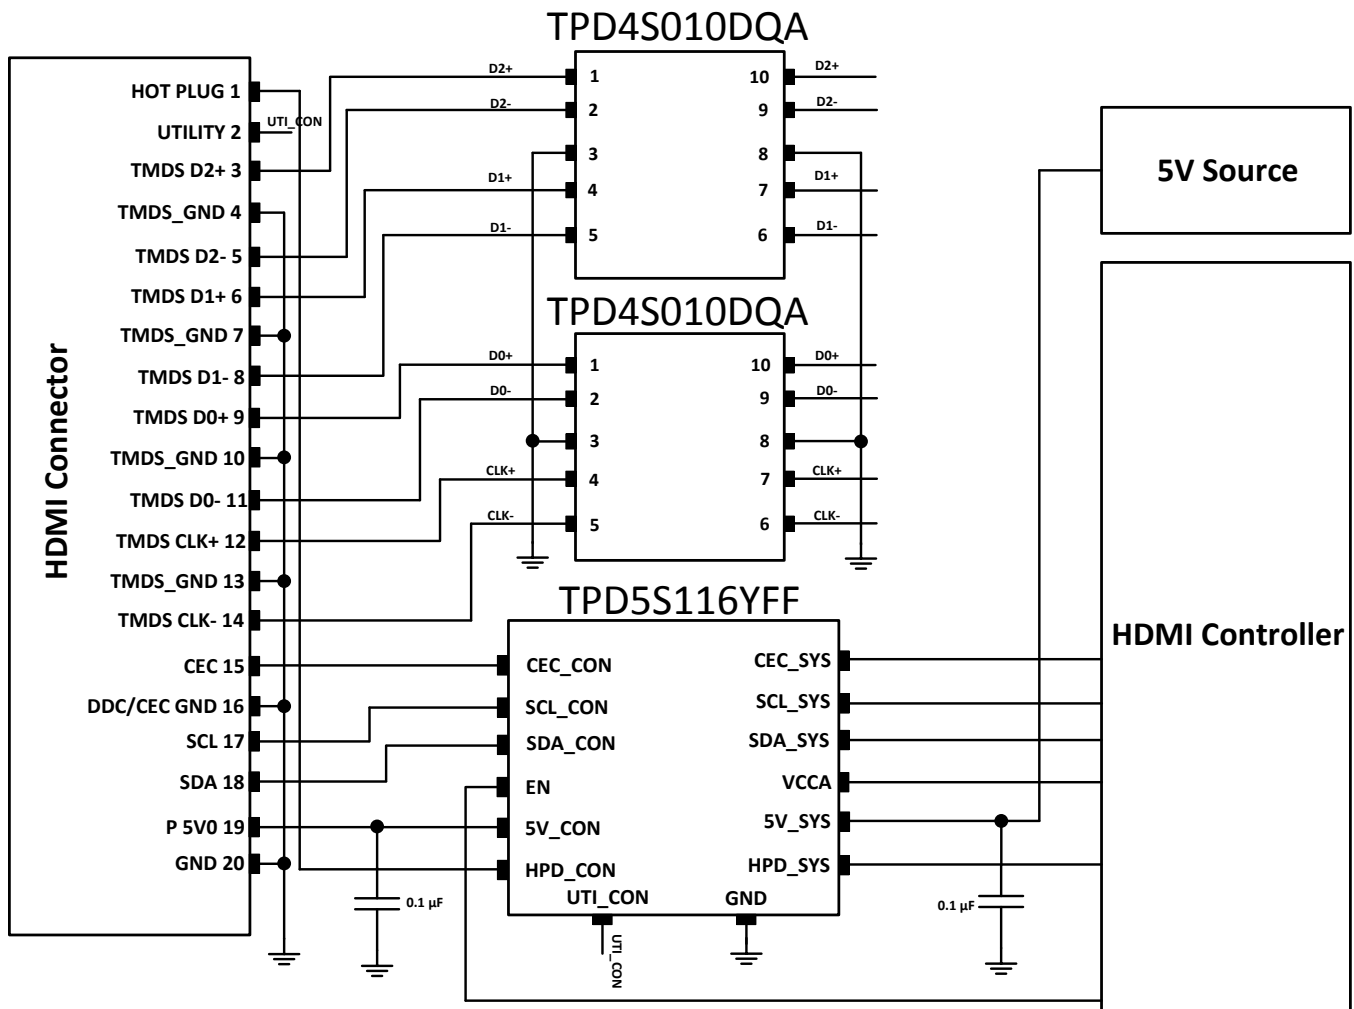 TPD4S010DQA
HOT PLUG 1
UTILITY 2
UTI_CON
TMDS D2+ 3
TMDS_GND 4
TMDS D2- 5
TMDS D1+ 6
TMDS_GND 7
TMDS D1- 8
TMDS D0+ 9
TMDS_GND 10
TMDS D0- 11
TMDS CLK+ 12
TMDS_GND 13
TMDS CLK- 14
CEC 15
DDC/CEC GND 16
SCL 17
SDA 18
P 5V0 19
GND 20
HDMI Connector
D2+ 1 10 D2+
D2- 2 9 D2-
3 8
D1+ 4 7 D1+
D1- 5 6 D1-
TPD4S010DQA
D0+ 1 10 D0+
D0- 2 9 D0-
3 8
CLK+ 4 7 CLK+
CLK- 5 6 CLK-
TPD5S116YFF
CEC_CON CEC_SYS
SCL_CON SCL_SYS
SDA_CON SDA_SYS
EN VCCA
5V_CON 5V_SYS
HPD_CON HPD_SYS
UTI_CON GND
UTI_CON
0.1 µF
0.1 µF
5V Source
HDMI Controller